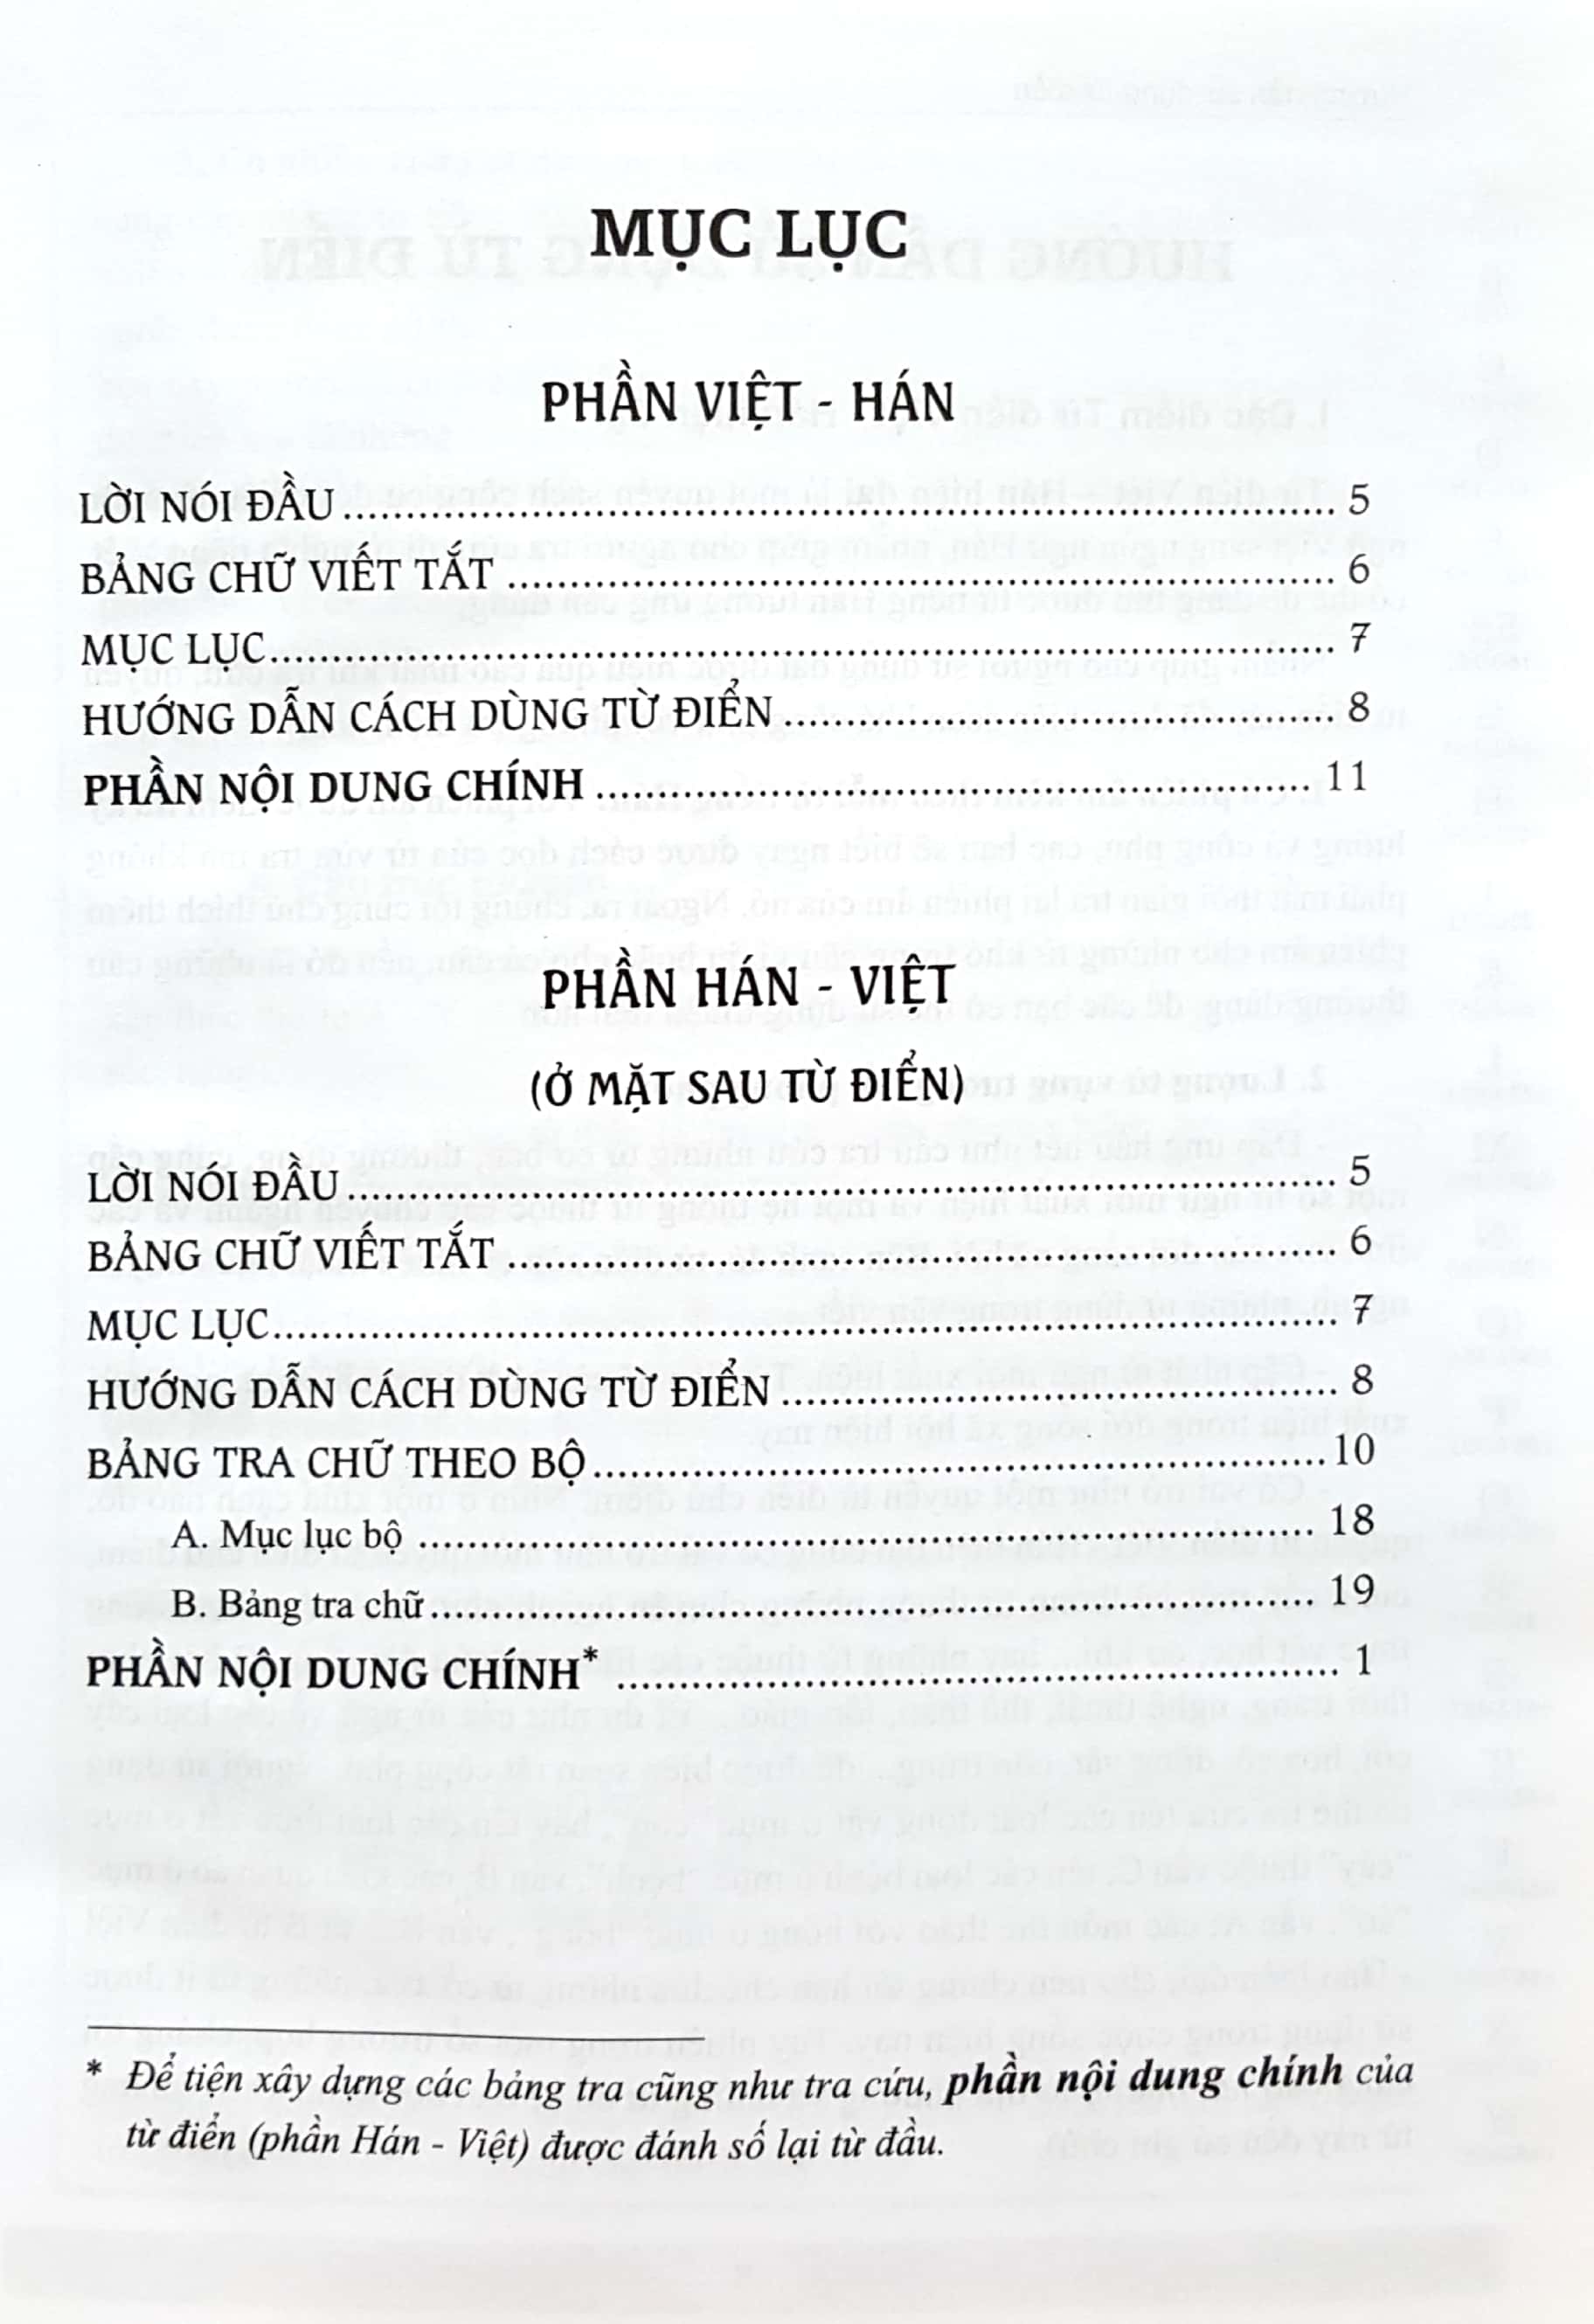 MỤC LỤC
PHẦN VIỆT - HÁN
LỜI NÓI ĐẦU ........................................ 5
BẢNG CHỮ VIẾT TẮT ........................................ 6
MỤC LỤC ........................................ 7
HƯỚNG DẪN CÁCH DÙNG TỪ ĐIỂN ........................................ 8
PHẦN NỘI DUNG CHÍNH ........................................ 11
PHẦN HÁN - VIỆT
(Ở MẶT SAU TỪ ĐIỂN)
LỜI NÓI ĐẦU ........................................ 5
BẢNG CHỮ VIẾT TẮT ........................................ 6
MỤC LỤC ........................................ 7
HƯỚNG DẪN CÁCH DÙNG TỪ ĐIỂN ........................................ 8
BẢNG TRA CHỮ THEO BỘ ........................................ 10
A. Mục lục bộ ........................................ 18
B. Bảng tra chữ ........................................ 19
PHẦN NỘI DUNG CHÍNH* ........................................ 1
* Để tiện xây dựng các bảng tra cũng như tra cứu, phần nội dung chính của
từ điển (phần Hán - Việt) được đánh số lại từ đầu.